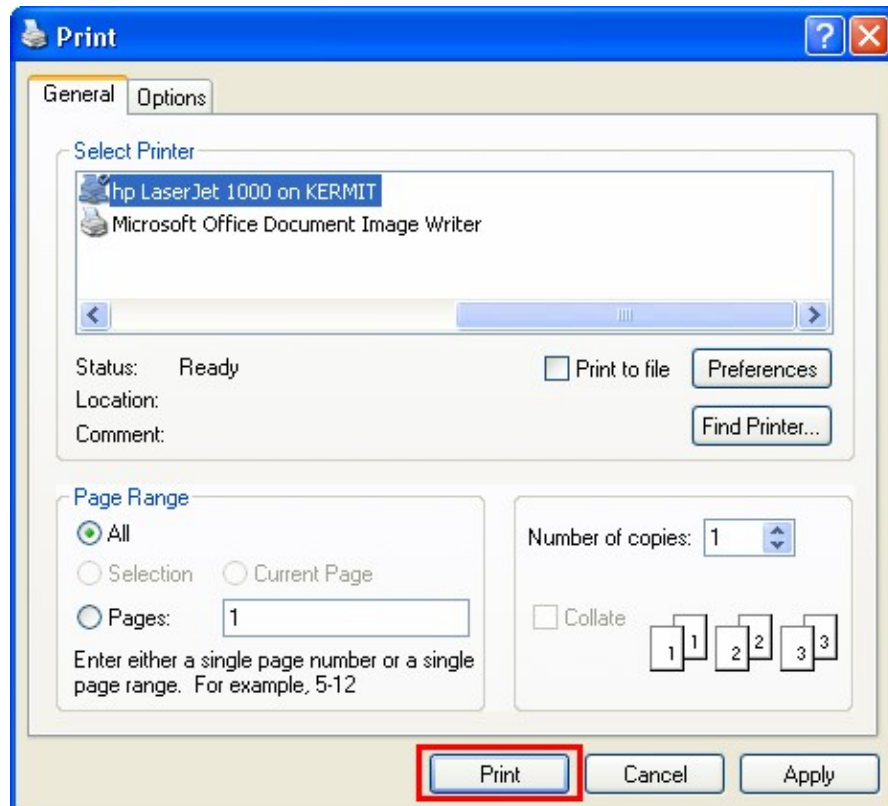 Print
General Options
Select Printer
hp LaserJet 1000 on KERMIT
Microsoft Office Document Image Writer
Status: Ready
Print to file Preferences
Location:
Comment:
Find Printer...
Page Range
All
Selection Current Page
Pages: 1
Enter either a single page number or a single
page range. For example, 5-12
Number of copies: 1
Collate
1 1 2 2 3 3
Print Cancel Apply